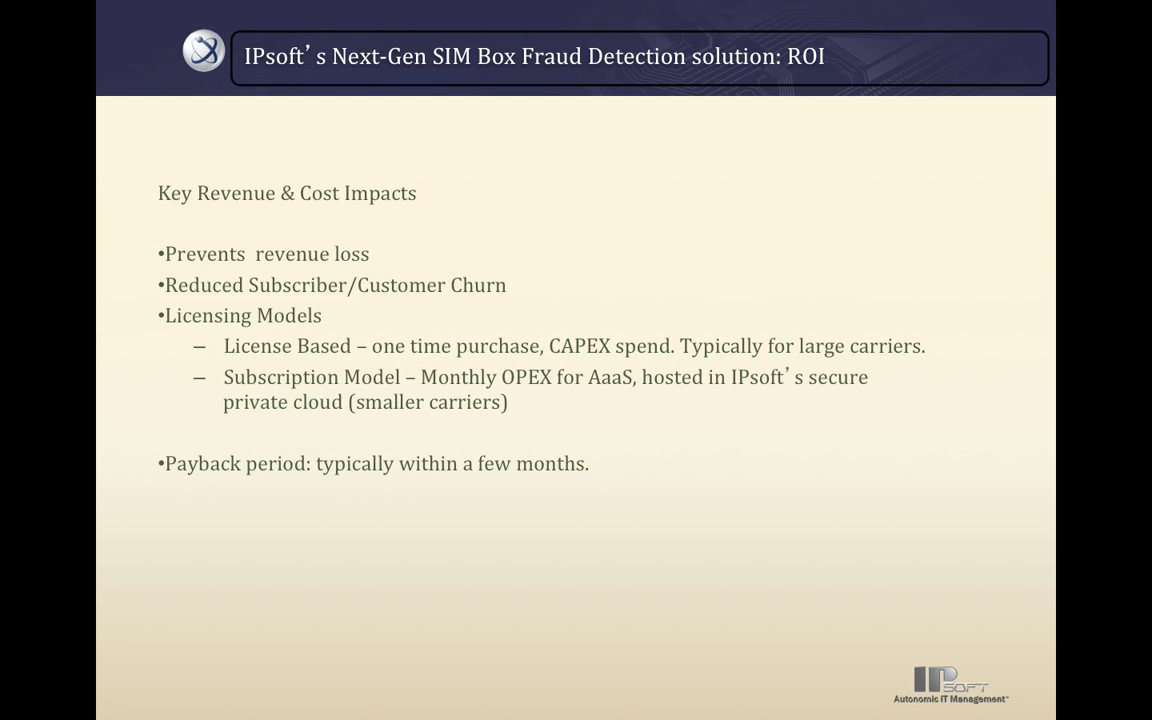 IPsoft’s Next-Gen SIM Box Fraud Detection solution: ROI
Key Revenue & Cost Impacts
•Prevents revenue loss
•Reduced Subscriber/Customer Churn
•Licensing Models
– License Based – one time purchase, CAPEX spend. Typically for large carriers.
– Subscription Model – Monthly OPEX for AaaS, hosted in IPsoft’s secure
private cloud (smaller carriers)
•Payback period: typically within a few months.
IPSOFT
Autonomic IT Management™